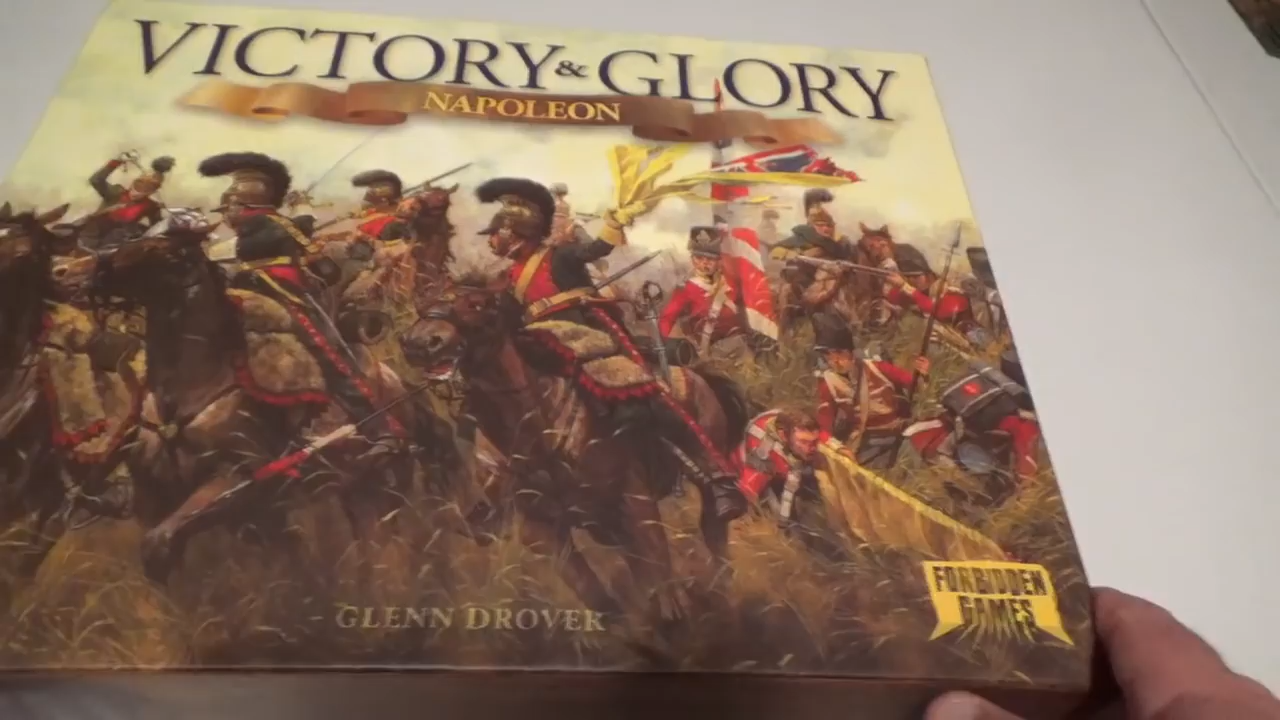 VICTORY & GLORY
NAPOLEON
GLENN DROVER
FORBIDDEN
GAMES